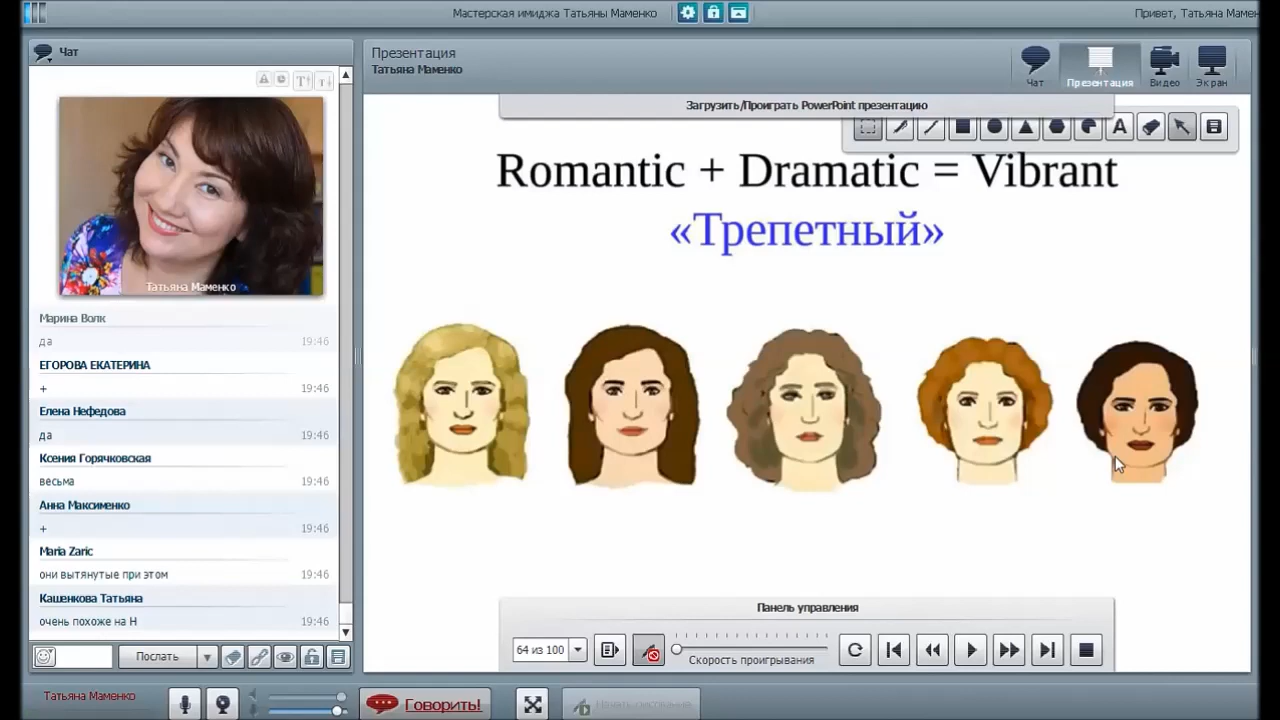 Мастерская имиджа Татьяны Маменко
Привет, Татьяна Мамен
Чат
Презентация
Татьяна Маменко
Чат
Презентация
Видео
Экран
Загрузить/Проиграть PowerPoint презентацию
Romantic + Dramatic = Vibrant
«Трепетный»
Татьяна Маменко
Марина Волк
да 19:46
ЕГОРОВА ЕКАТЕРИНА
+ 19:46
Елена Нефедова
да 19:46
Ксения Горячковская
весьма 19:46
Анна Максименко
+ 19:46
Maria Zaric
они вытянутые при этом 19:46
Кашенкова Татьяна
очень похоже на Н 19:46
Послать
Панель управления
64 из 100
Скорость проигрывания
Татьяна Маменко
Говорить!